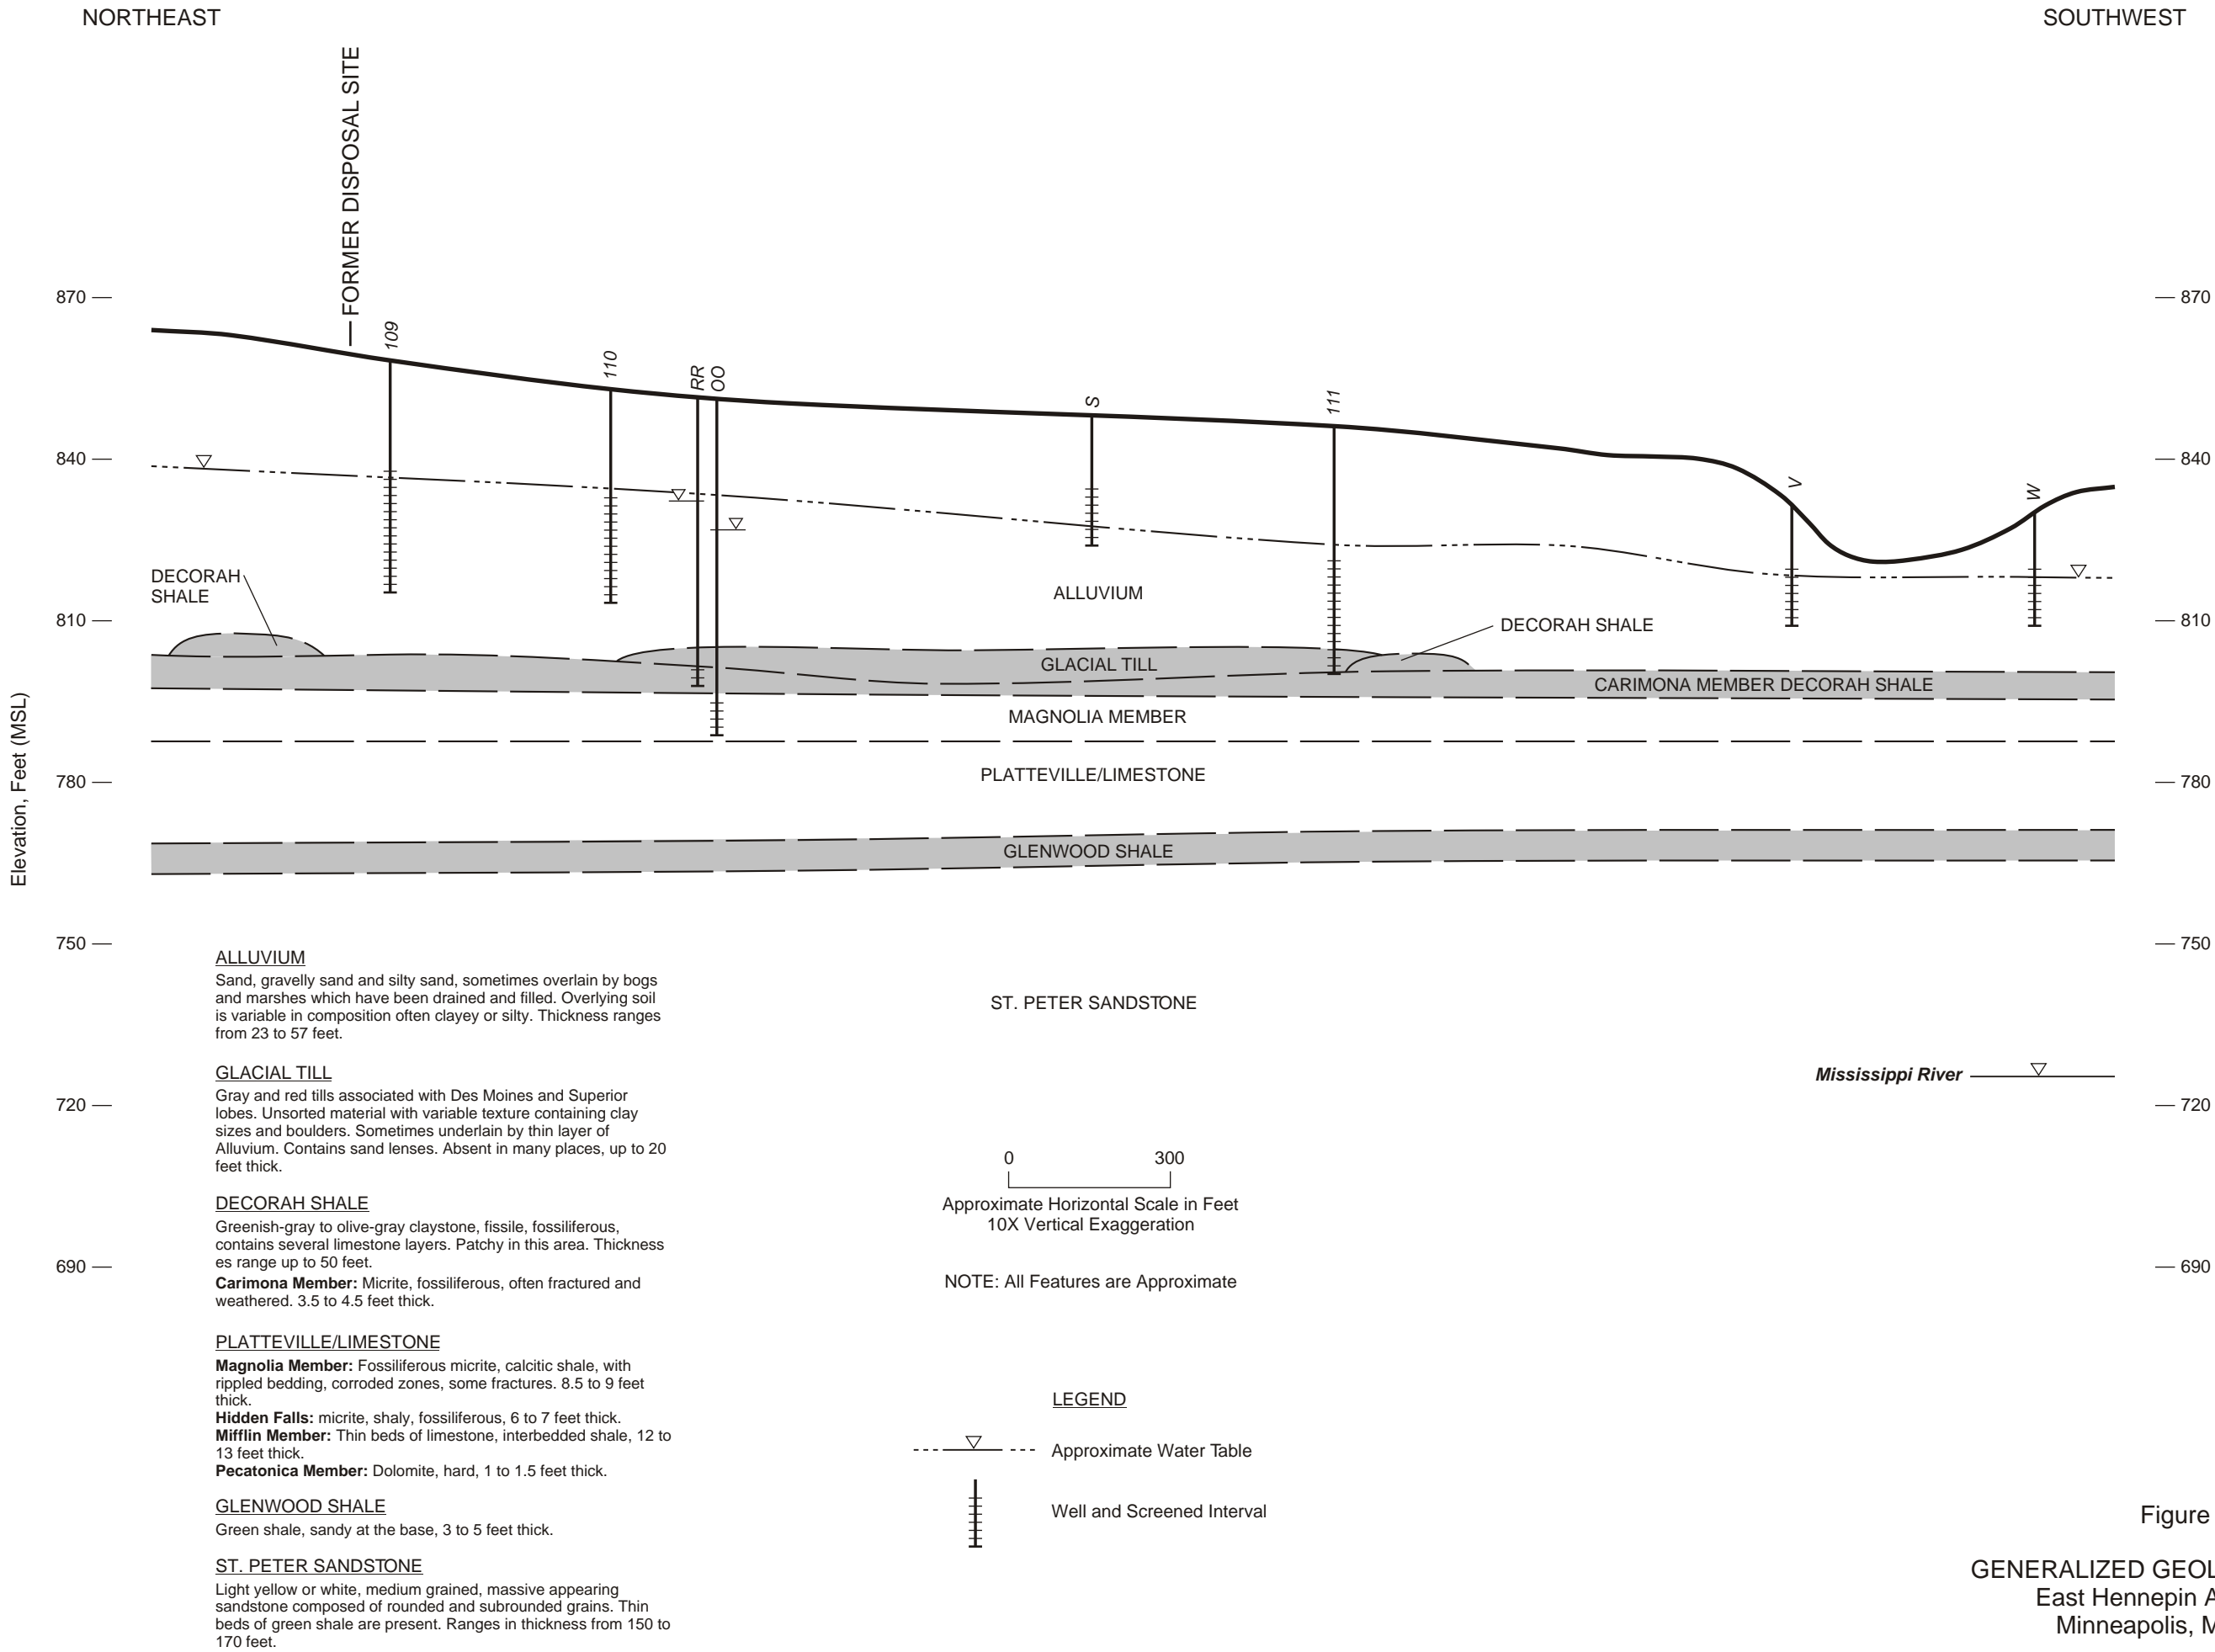 NORTHEAST
SOUTHWEST
FORMER DISPOSAL SITE
870
870
109
110
RR
OO
S
111
840
840
V
W
DECORAH
SHALE
ALLUVIUM
810
810
DECORAH SHALE
GLACIAL TILL
CARIMONA MEMBER DECORAH SHALE
MAGNOLIA MEMBER
Elevation, Feet (MSL)
PLATTEVILLE/LIMESTONE
780
780
GLENWOOD SHALE
750
750
ALLUVIUM
Sand, gravelly sand and silty sand, sometimes overlain by bogs
and marshes which have been drained and filled. Overlying soil
is variable in composition often clayey or silty. Thickness ranges
from 23 to 57 feet.
ST. PETER SANDSTONE
GLACIAL TILL
Gray and red tills associated with Des Moines and Superior
lobes. Unsorted material with variable texture containing clay
sizes and boulders. Sometimes underlain by thin layer of
Alluvium. Contains sand lenses. Absent in many places, up to 20
feet thick.
Mississippi River
720
720
0 300
Approximate Horizontal Scale in Feet
10X Vertical Exaggeration
DECORAH SHALE
Greenish-gray to olive-gray claystone, fissile, fossiliferous,
contains several limestone layers. Patchy in this area. Thickness
es range up to 50 feet.
Carimona Member: Micrite, fossiliferous, often fractured and
weathered. 3.5 to 4.5 feet thick.
690
690
NOTE: All Features are Approximate
PLATTEVILLE/LIMESTONE
Magnolia Member: Fossiliferous micrite, calcitic shale, with
rippled bedding, corroded zones, some fractures. 8.5 to 9 feet
thick.
Hidden Falls: micrite, shaly, fossiliferous, 6 to 7 feet thick.
Mifflin Member: Thin beds of limestone, interbedded shale, 12 to
13 feet thick.
Pecatonica Member: Dolomite, hard, 1 to 1.5 feet thick.
LEGEND
Approximate Water Table
Well and Screened Interval
GLENWOOD SHALE
Green shale, sandy at the base, 3 to 5 feet thick.
ST. PETER SANDSTONE
Light yellow or white, medium grained, massive appearing
sandstone composed of rounded and subrounded grains. Thin
beds of green shale are present. Ranges in thickness from 150 to
170 feet.
Figure
GENERALIZED GEOL
East Hennepin A
Minneapolis, M